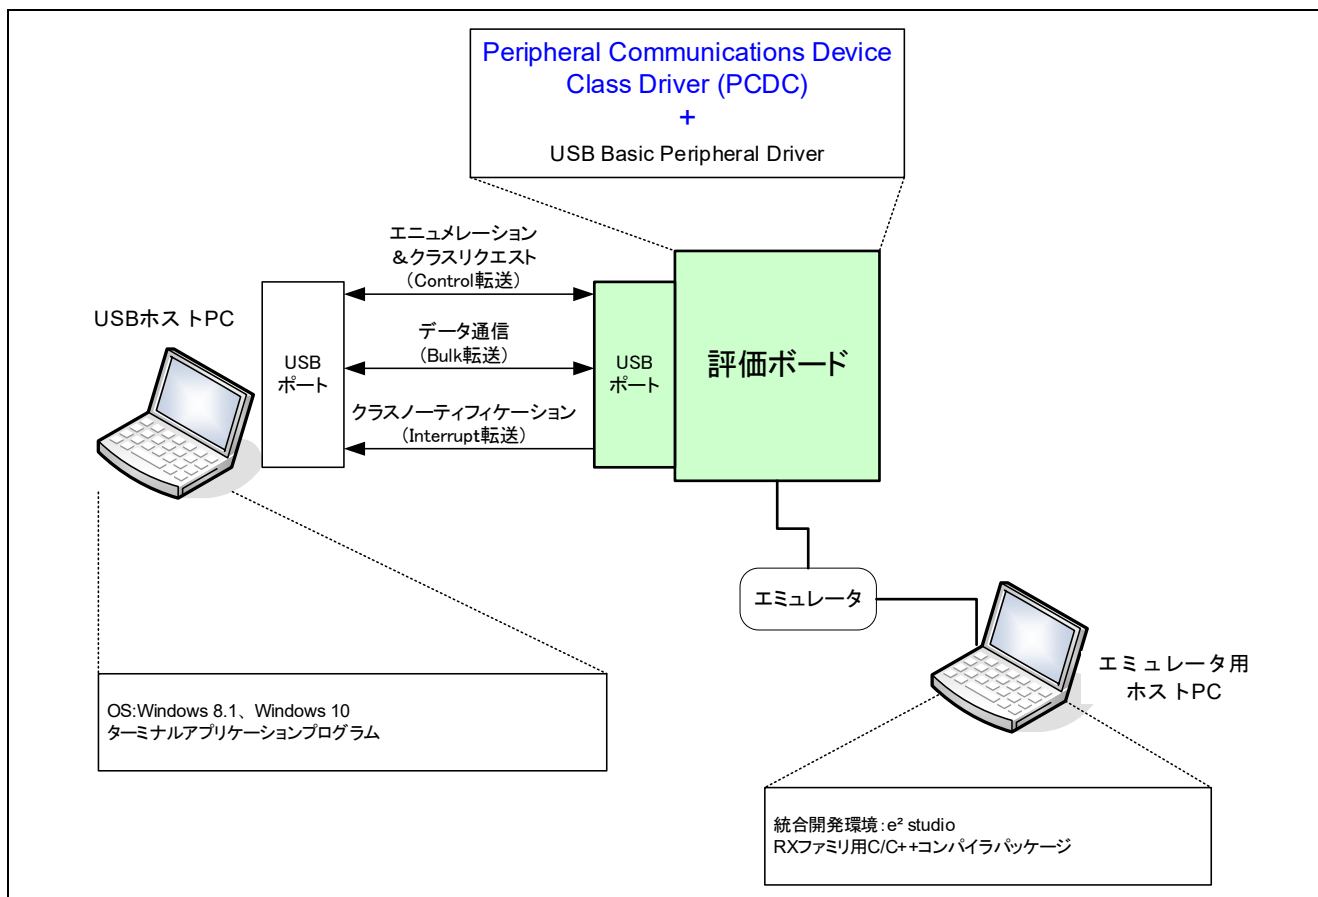 Peripheral Communications Device
Class Driver (PCDC)
+
USB Basic Peripheral Driver
エニュメレーション
&クラスリクエスト
(Control転送)
USBホストPC
USB
ポート
データ通信
(Bulk転送)
クラスノーティフィケーション
(Interrupt転送)
USB
ポート
評価ボード
エミュレータ
エミュレータ用
ホストPC
OS:Windows 8.1、Windows 10
ターミナルアプリケーションプログラム
統合開発環境:e² studio
RXファミリ用C/C++コンパイラパッケージ